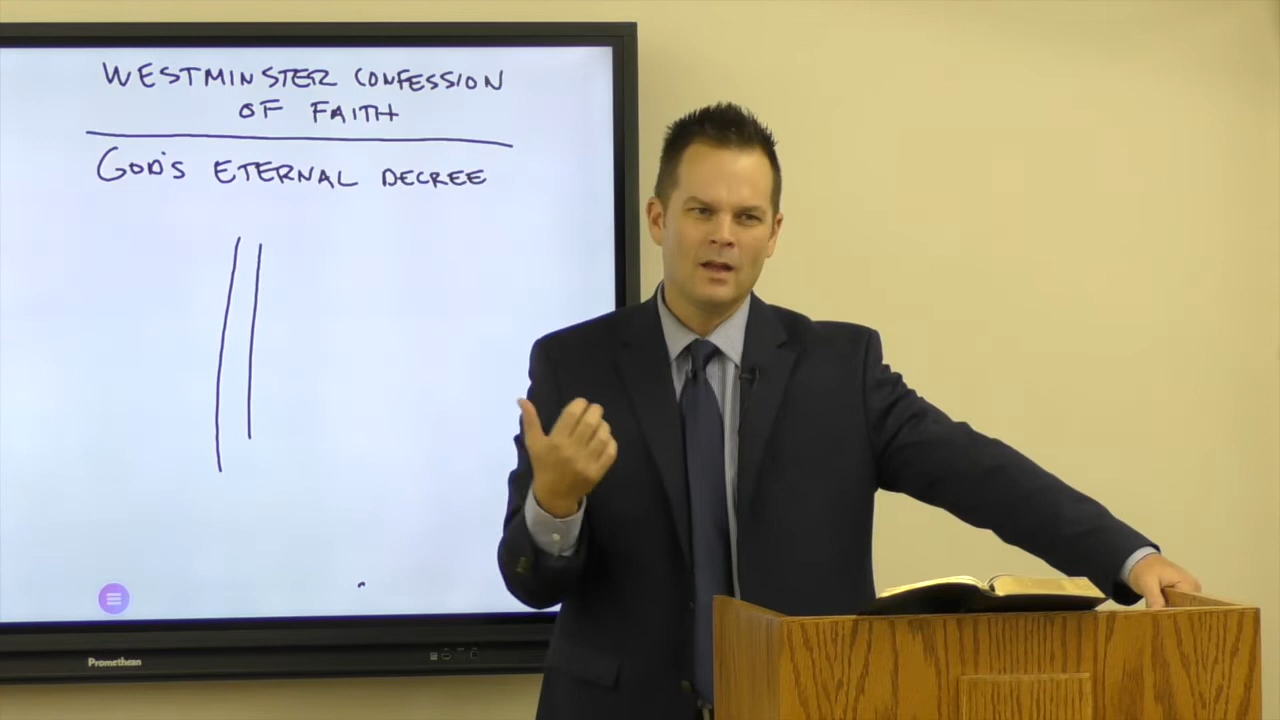 WESTMINSTER CONFESSION
OF FAITH
GOD'S ETERNAL DECREE
Promethean